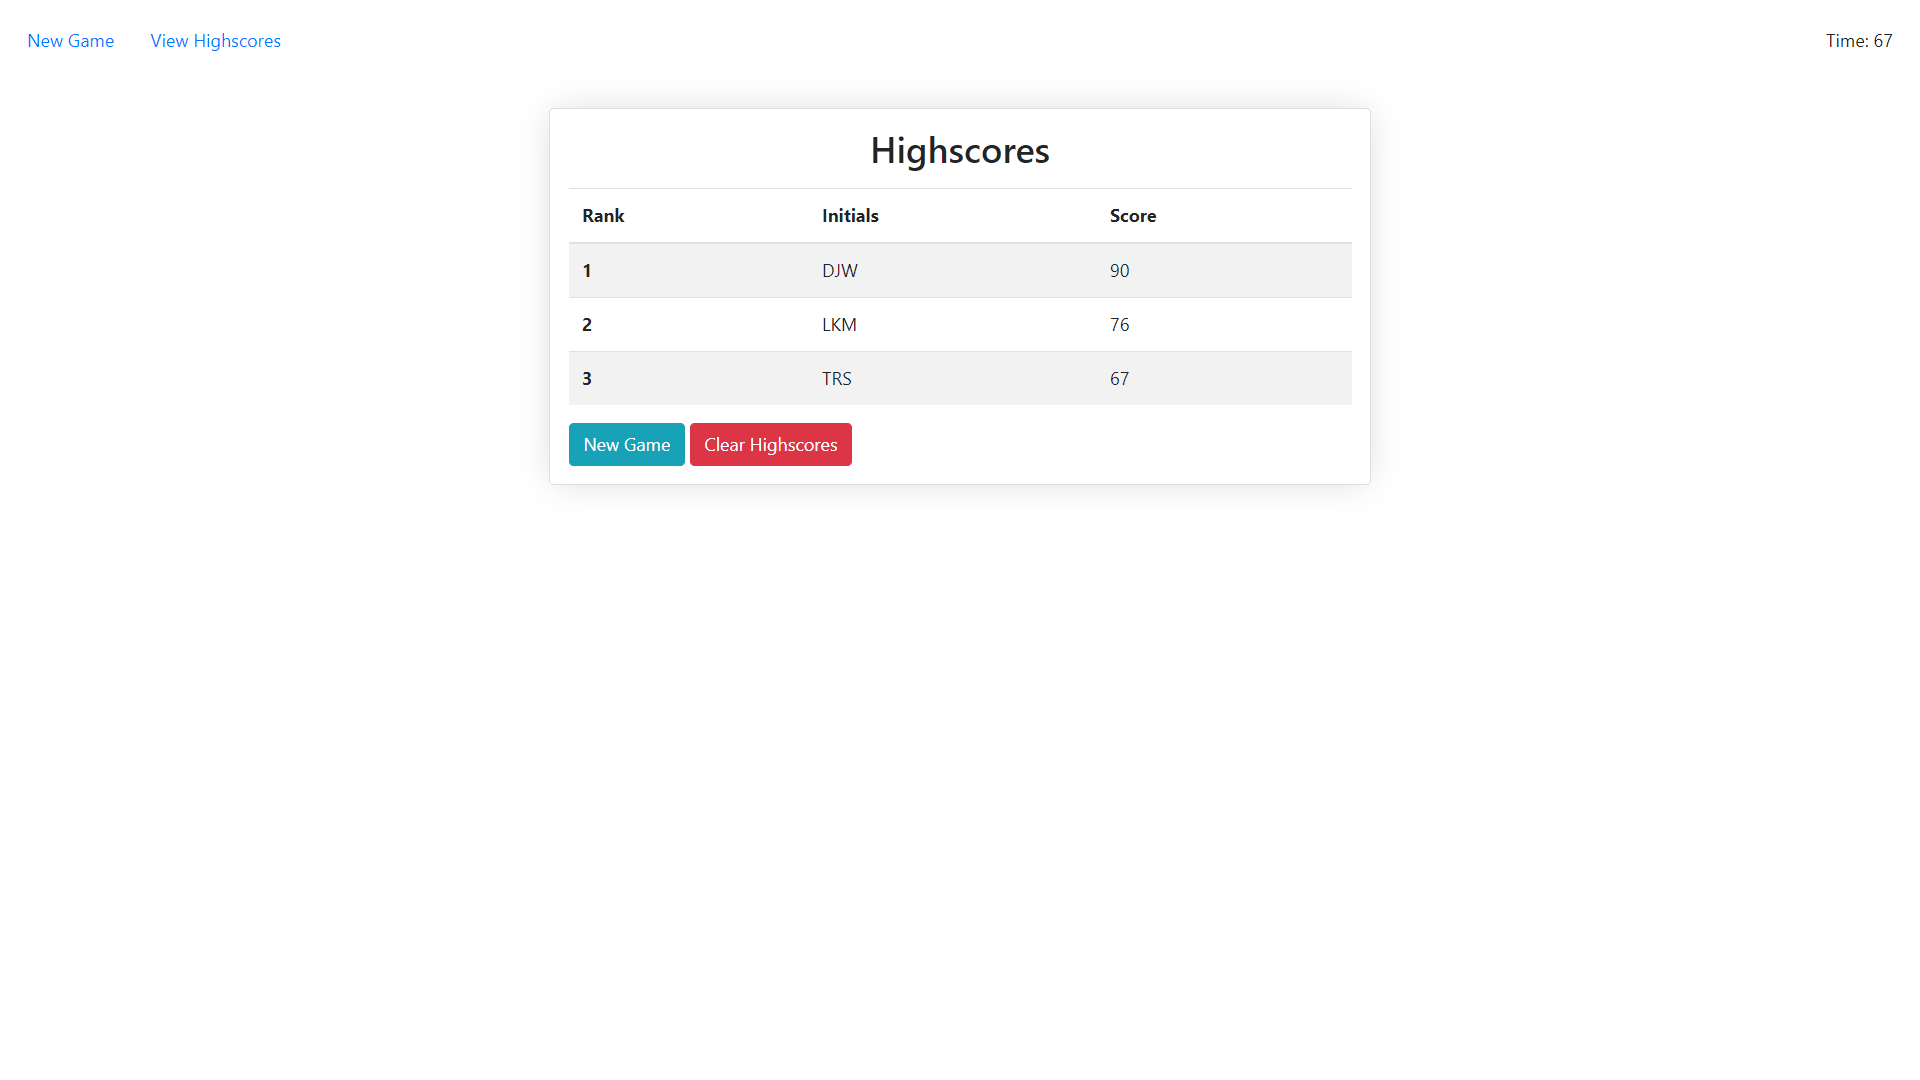 New Game View Highscores Time: 67
Highscores
Rank Initials Score
1 DJW 90
2 LKM 76
3 TRS 67
New Game Clear Highscores